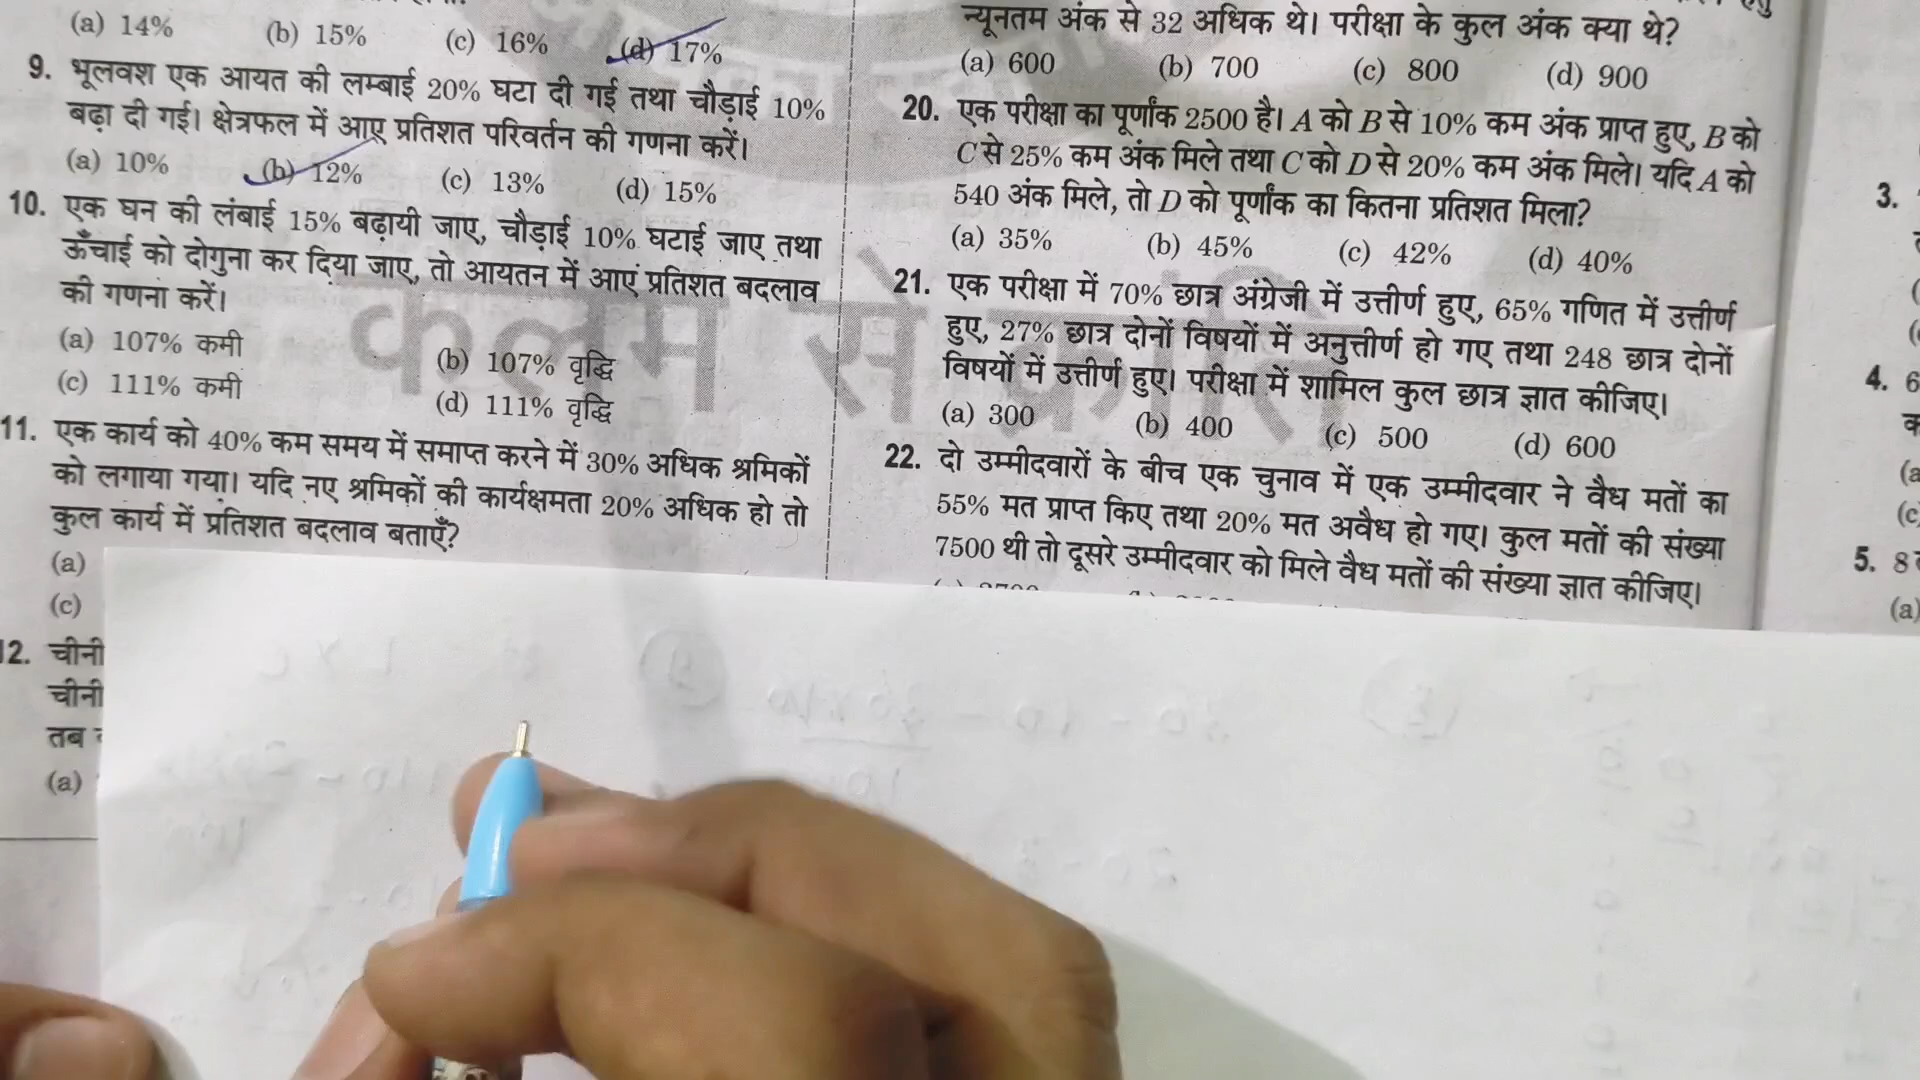 (a) 14% (b) 15% (c) 16% (d) 17%
9. भूलवश एक आयत की लम्बाई 20% घटा दी गई तथा चौड़ाई 10%
बढ़ा दी गई। क्षेत्रफल में आए प्रतिशत परिवर्तन की गणना करें।
(a) 10% (b) 12% (c) 13% (d) 15%
10. एक घन की लंबाई 15% बढ़ायी जाए, चौड़ाई 10% घटाई जाए तथा
ऊँचाई को दोगुना कर दिया जाए, तो आयतन में आए प्रतिशत बदलाव
की गणना करें।
(a) 107% कमी (b) 107% वृद्धि
(c) 111% कमी (d) 111% वृद्धि
11. एक कार्य को 40% कम समय में समाप्त करने में 30% अधिक श्रमिकों
को लगाया गया। यदि नए श्रमिकों की कार्यक्षमता 20% अधिक हो तो
कुल कार्य में प्रतिशत बदलाव बताएँ?
(a)
(c)
12. चीनी
चीनी
तब
(a)
न्यूनतम अंक से 32 अधिक थे। परीक्षा के कुल अंक क्या थे?
(a) 600 (b) 700 (c) 800 (d) 900
20. एक परीक्षा का पूर्णांक 2500 है। A को B से 10% कम अंक प्राप्त हुए, B को
C से 25% कम अंक मिले तथा C को D से 20% कम अंक मिले। यदि A को
540 अंक मिले, तो D को पूर्णांक का कितना प्रतिशत मिला?
(a) 35% (b) 45% (c) 42% (d) 40%
21. एक परीक्षा में 70% छात्र अंग्रेजी में उत्तीर्ण हुए, 65% गणित में उत्तीर्ण
हुए, 27% छात्र दोनों विषयों में अनुत्तीर्ण हो गए तथा 248 छात्र दोनों
विषयों में उत्तीर्ण हुए। परीक्षा में शामिल कुल छात्र ज्ञात कीजिए।
(a) 300 (b) 400 (c) 500 (d) 600
22. दो उम्मीदवारों के बीच एक चुनाव में एक उम्मीदवार ने वैध मतों का
55% मत प्राप्त किए तथा 20% मत अवैध हो गए। कुल मतों की संख्या
7500 थी तो दूसरे उम्मीदवार को मिले वैध मतों की संख्या ज्ञात कीजिए।
3.
4. 6
(a
(c
5. 8
(a)
कलम से क्रांति